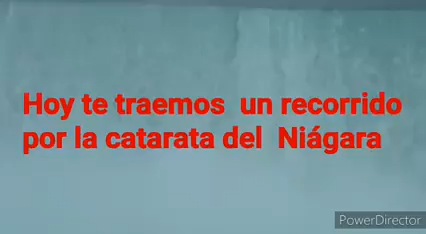 Hoy te traemos  un recorrido
por la catarata del  Niágara
PowerDirector